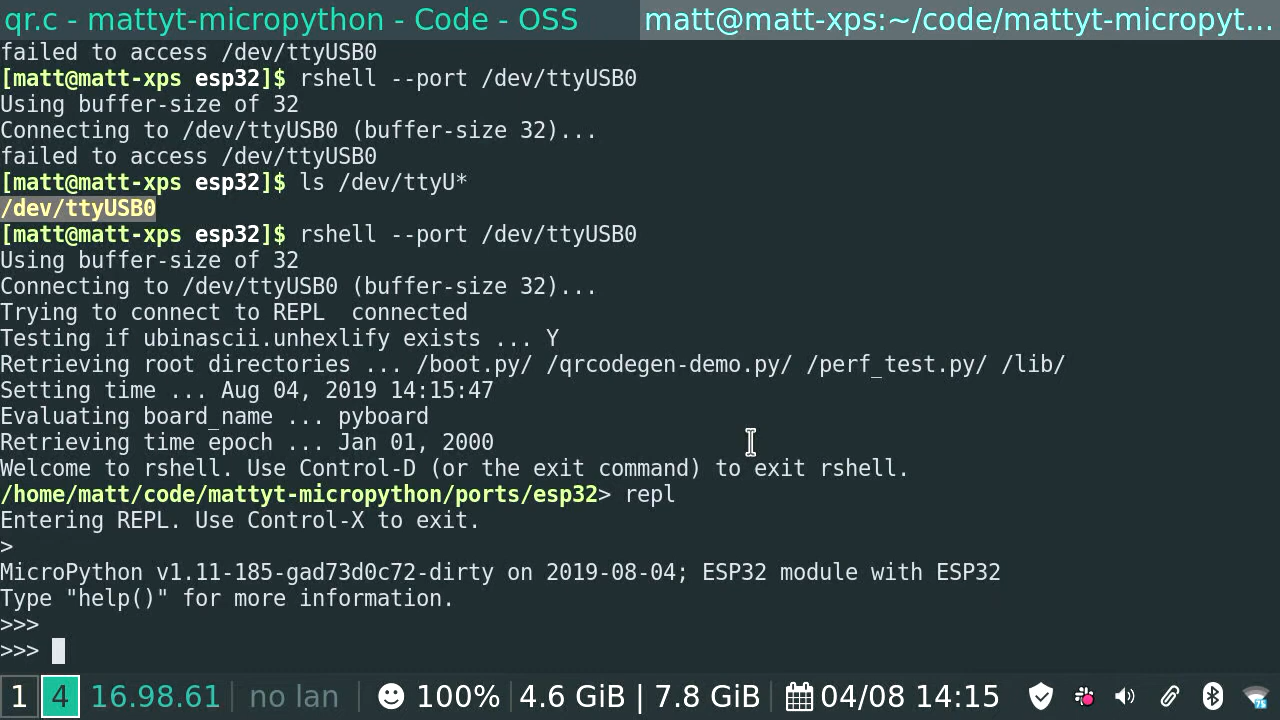 qr.c - mattyt-micropython - Code - OSS
matt@matt-xps:~/code/mattyt-micropyt...
failed to access /dev/ttyUSB0
[matt@matt-xps esp32]$ rshell --port /dev/ttyUSB0
Using buffer-size of 32
Connecting to /dev/ttyUSB0 (buffer-size 32)...
failed to access /dev/ttyUSB0
[matt@matt-xps esp32]$ ls /dev/ttyU*
/dev/ttyUSB0
[matt@matt-xps esp32]$ rshell --port /dev/ttyUSB0
Using buffer-size of 32
Connecting to /dev/ttyUSB0 (buffer-size 32)...
Trying to connect to REPL  connected
Testing if ubinascii.unhexlify exists ... Y
Retrieving root directories ... /boot.py/ /qrcodegen-demo.py/ /perf_test.py/ /lib/
Setting time ... Aug 04, 2019 14:15:47
Evaluating board_name ... pyboard
Retrieving time epoch ... Jan 01, 2000
Welcome to rshell. Use Control-D (or the exit command) to exit rshell.
/home/matt/code/mattyt-micropython/ports/esp32> repl
Entering REPL. Use Control-X to exit.
>
MicroPython v1.11-185-gad73d0c72-dirty on 2019-08-04; ESP32 module with ESP32
Type "help()" for more information.
>>>
>>>
1 4 16.98.61 no lan 100% 4.6 GiB | 7.8 GiB 04/08 14:15 75